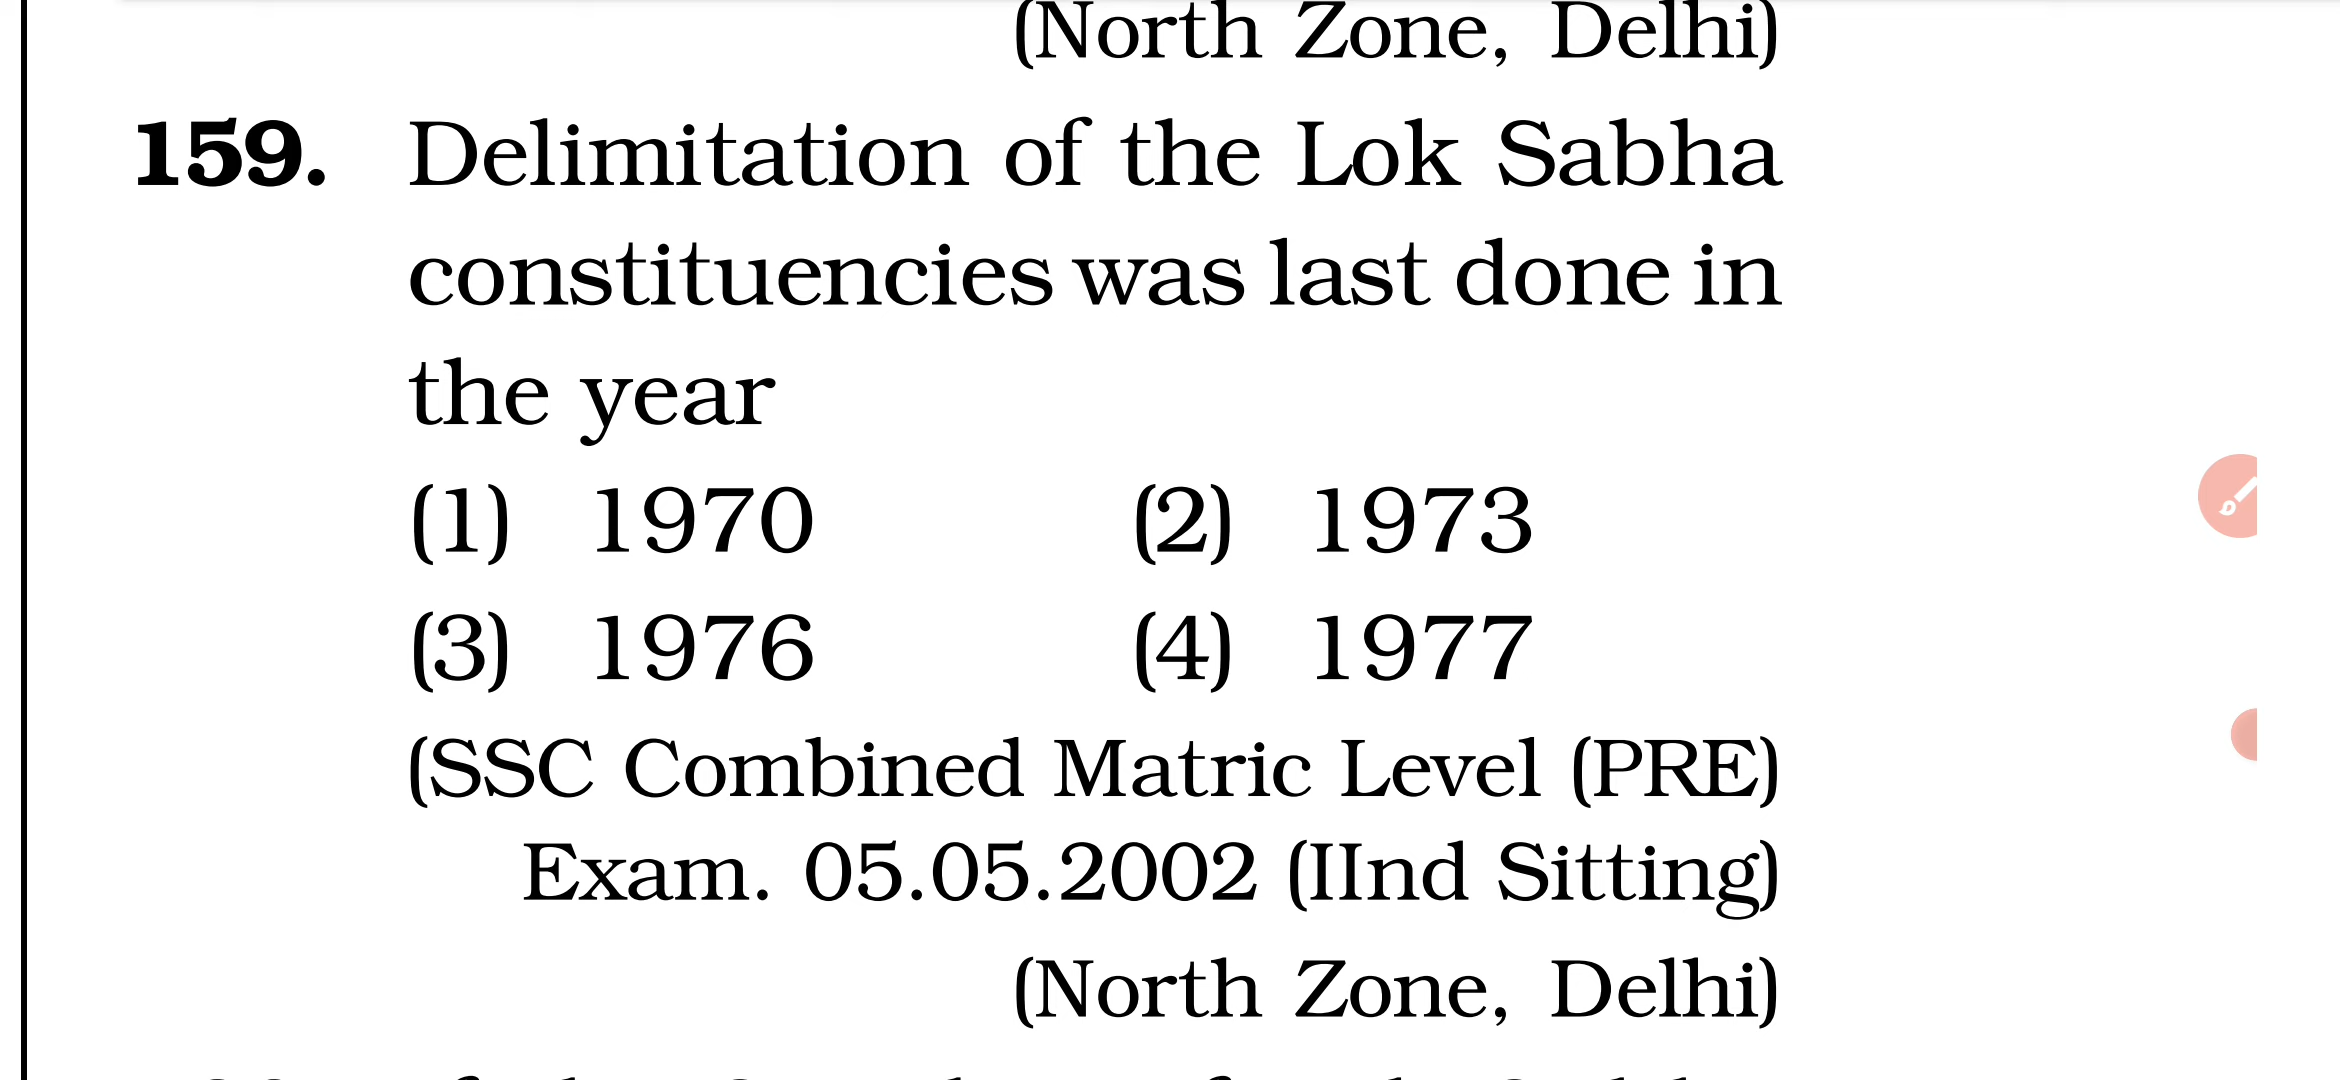 (North Zone, Delhi)
159. Delimitation of the Lok Sabha
constituencies was last done in
the year
(1) 1970 (2) 1973
(3) 1976 (4) 1977
(SSC Combined Matric Level (PRE)
Exam. 05.05.2002 (IInd Sitting)
(North Zone, Delhi)